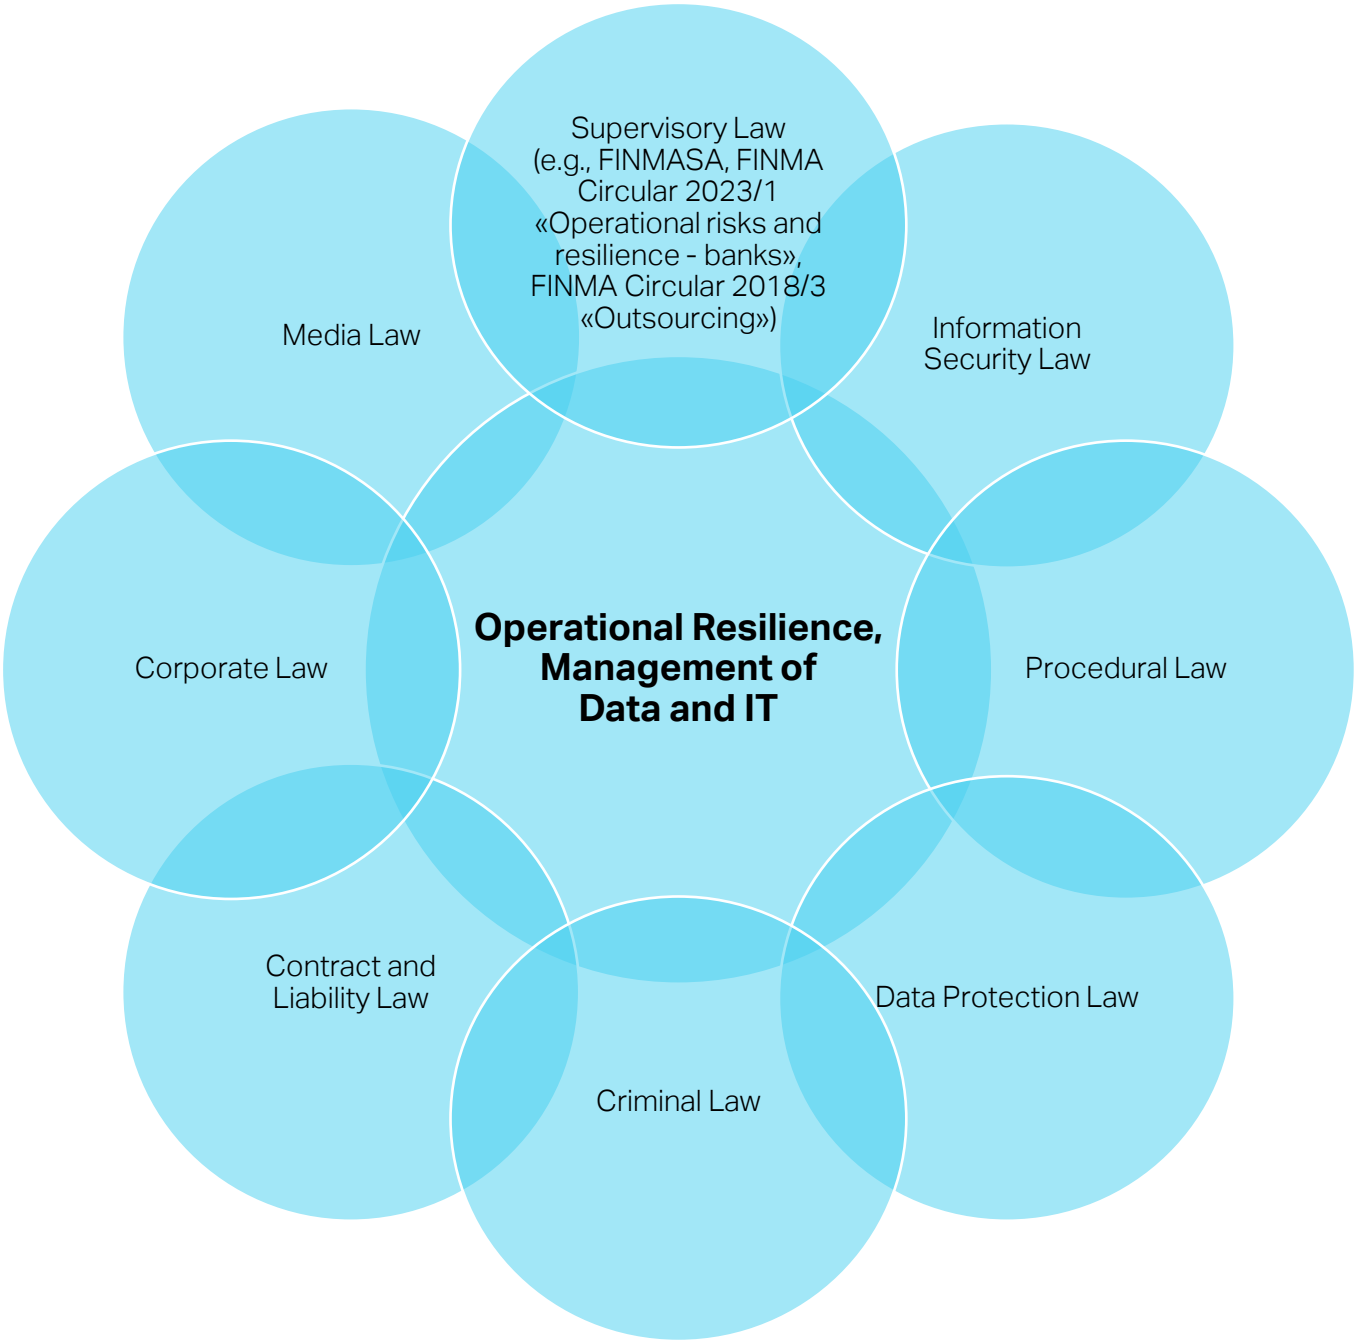 Supervisory Law
(e.g., FINMASA, FINMA
Circular 2023/1
«Operational risks and
resilience - banks»,
FINMA Circular 2018/3
«Outsourcing»)
Media Law
Information
Security Law
Operational Resilience,
Management of
Data and IT
Corporate Law
Procedural Law
Contract and
Liability Law
Data Protection Law
Criminal Law